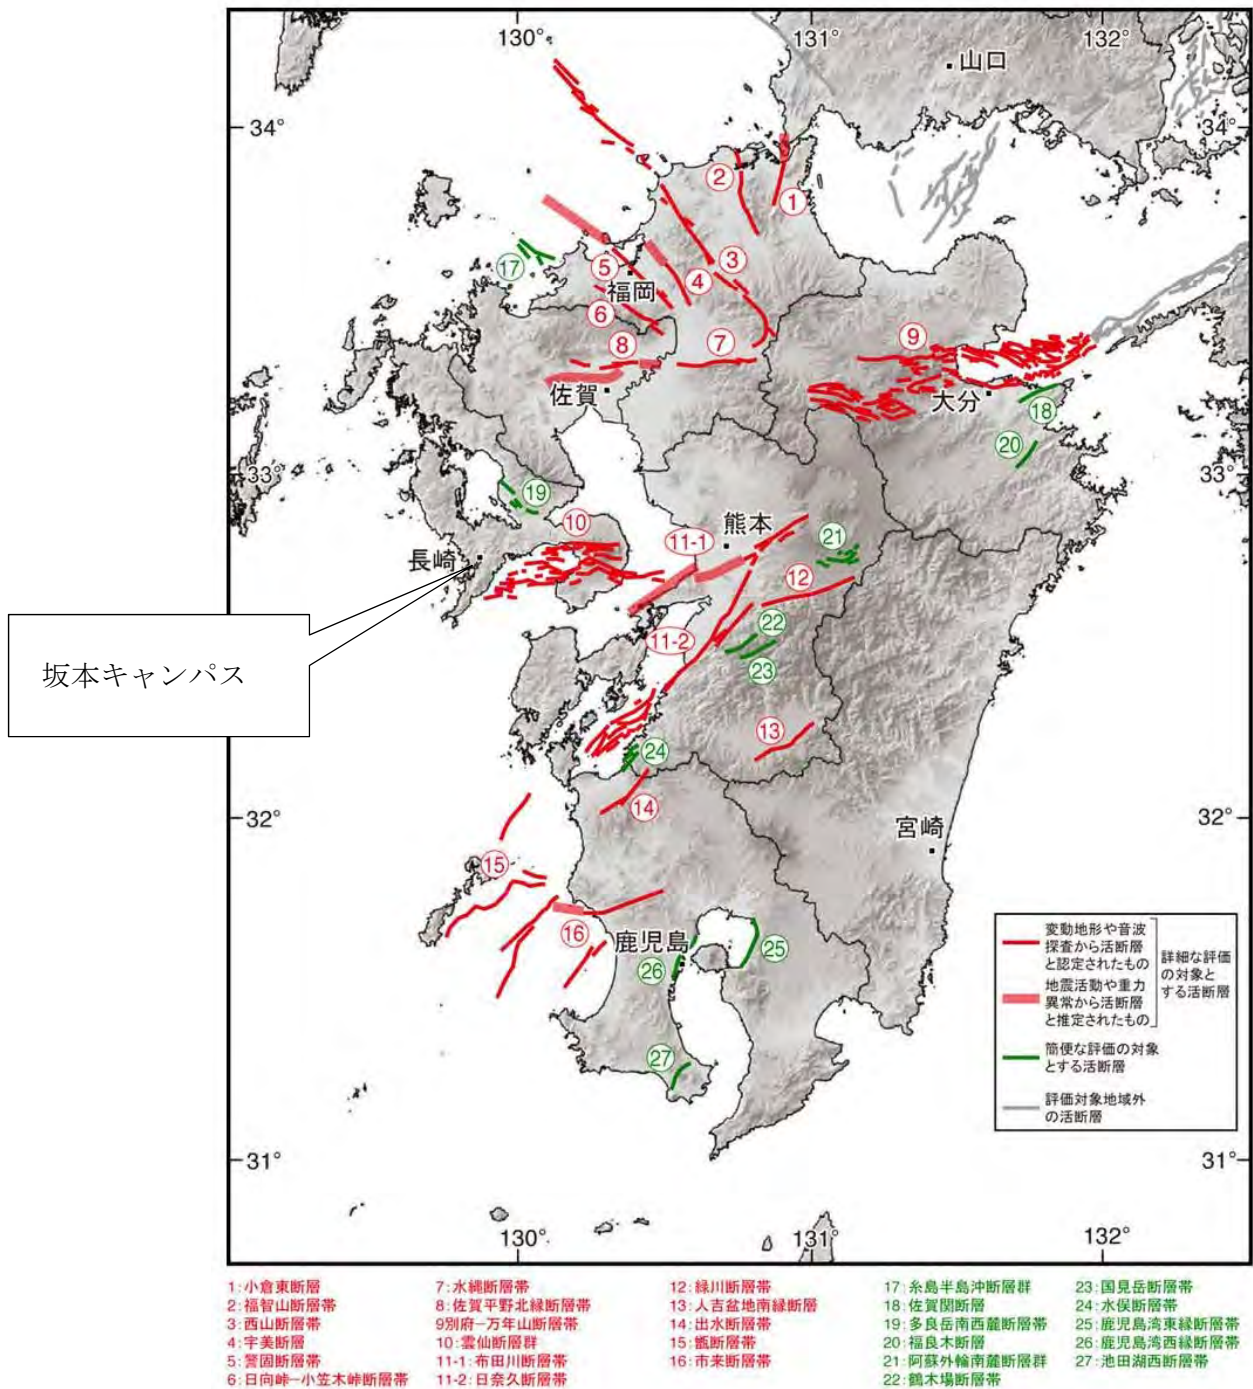 130°
131°
132°
山口
34°
34°
2
1
3
17
5
福岡
4
6
7
8
9
佐賀
大分
18
20
33°
33°
19
10
熊本
11-1
21
長崎
12
坂本キャンパス
22
11-2
23
13
24
14
32°
32°
宮崎
15
16
鹿児島
25
26
変動地形や音波
探査から活断層
と認定されたもの
地震活動や重力
異常から活断層
と推定されたもの
詳細な評価
の対象と
する活断層
簡便な評価の対象
とする活断層
評価対象地域外
の活断層
27
31°
31°
130°
131°
132°
1:小倉東断層
2:福智山断層帯
3:西山断層帯
4:宇美断層
5:警固断層帯
6:日向峠−小笠木峠断層帯
7:水縄断層帯
8:佐賀平野北縁断層帯
9別府−万年山断層帯
10:雲仙断層群
11-1:布田川断層帯
11-2:日奈久断層帯
12:緑川断層帯
13:人吉盆地南縁断層
14:出水断層帯
15:甑断層帯
16:市来断層帯
17:糸島半島沖断層群
18:佐賀関断層
19:多良岳南西麓断層帯
20:福良木断層
21:阿蘇外輪南麓断層群
22:鶴木場断層帯
23:国見岳断層帯
24:水俣断層帯
25:鹿児島湾東縁断層帯
26:鹿児島湾西縁断層帯
27:池田湖西断層帯